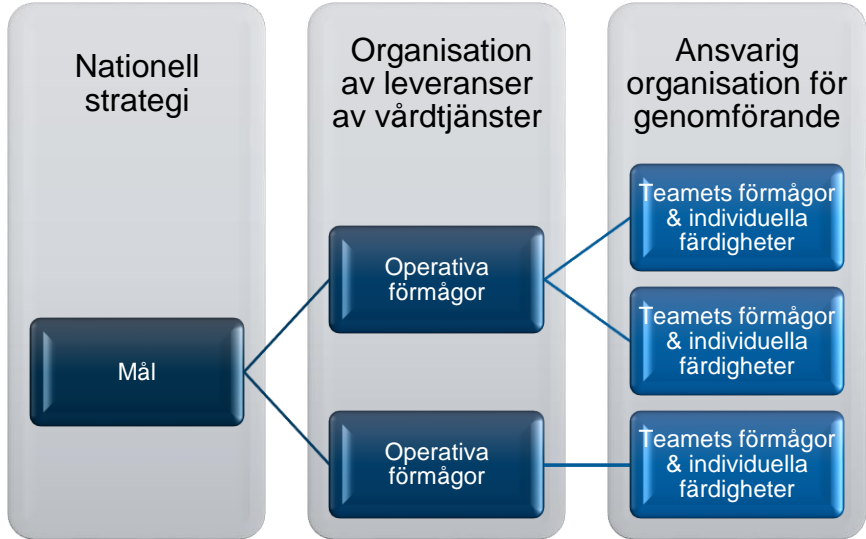 Nationell
strategi
Mål
Organisation
av leveranser
av vårdtjänster
Operativa
förmågor
Operativa
förmågor
Ansvarig
organisation för
genomförande
Teamets förmågor
& individuella
färdigheter
Teamets förmågor
& individuella
färdigheter
Teamets förmågor
& individuella
färdigheter